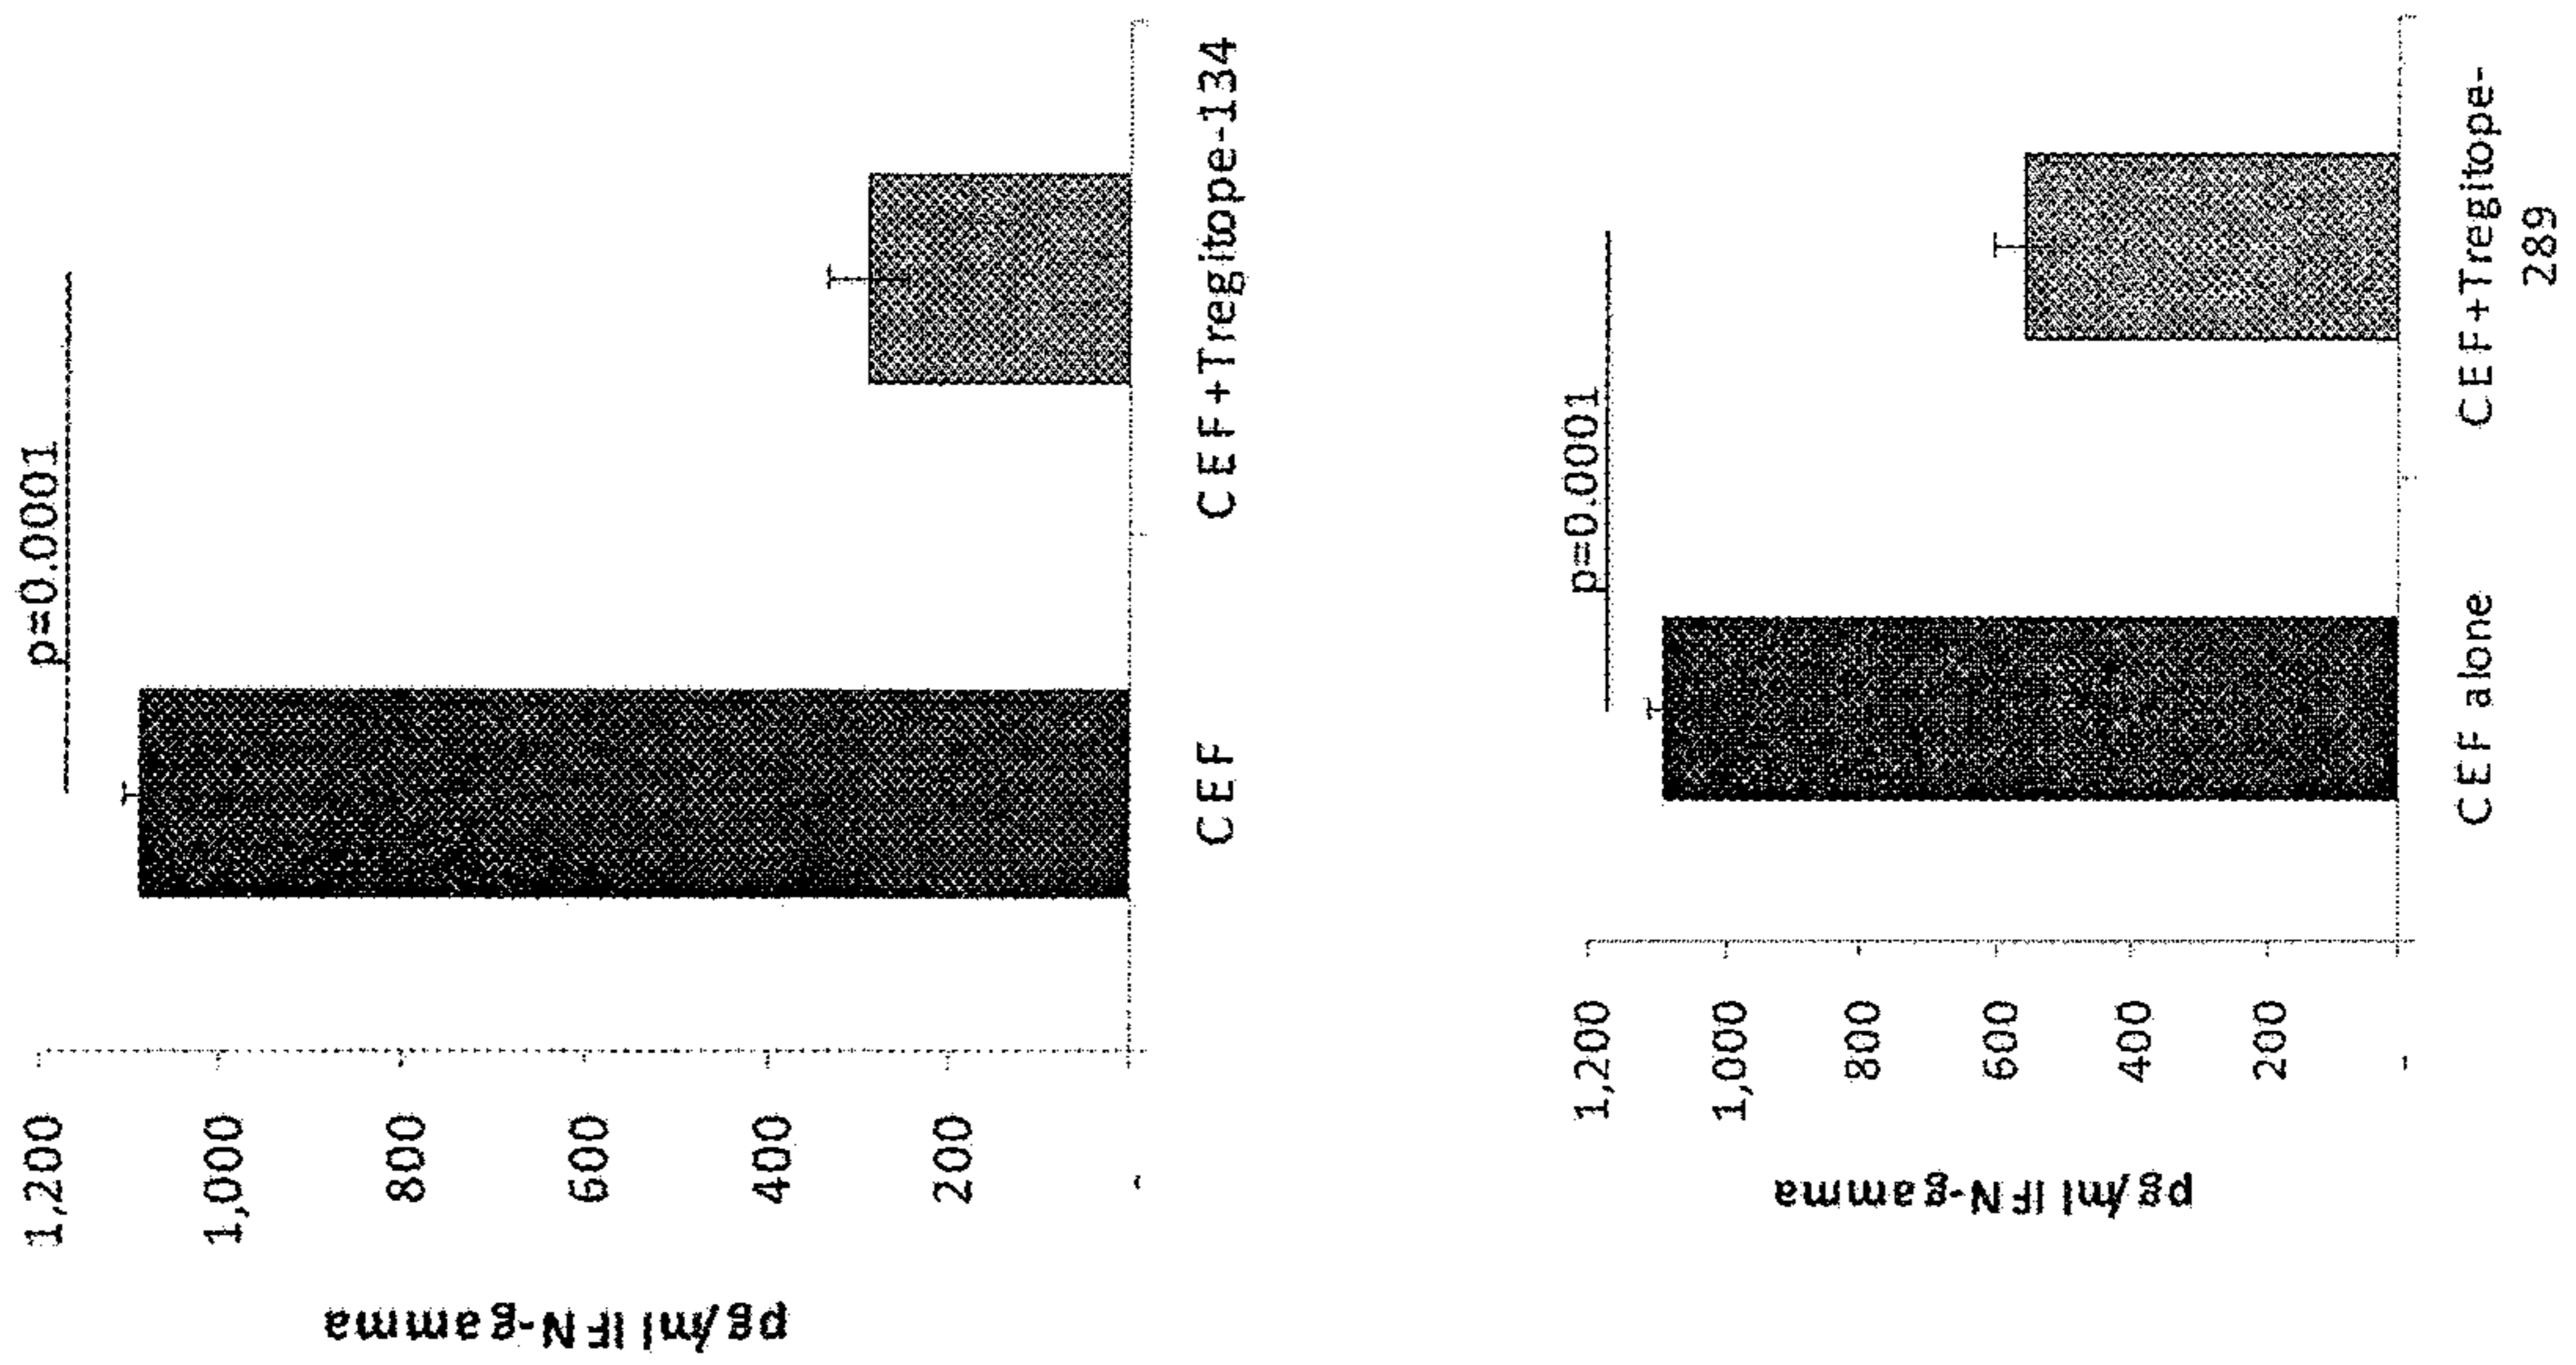 p=0.0001
1,200
1,000
800
600
400
200
-
pg/ml IFN-gamma
CEF
CEF+Tregitope-134
p=0.0001
1,200
1,000
800
600
400
200
-
pg/ml IFN-gamma
CEF alone
CEF+Tregitope-
289